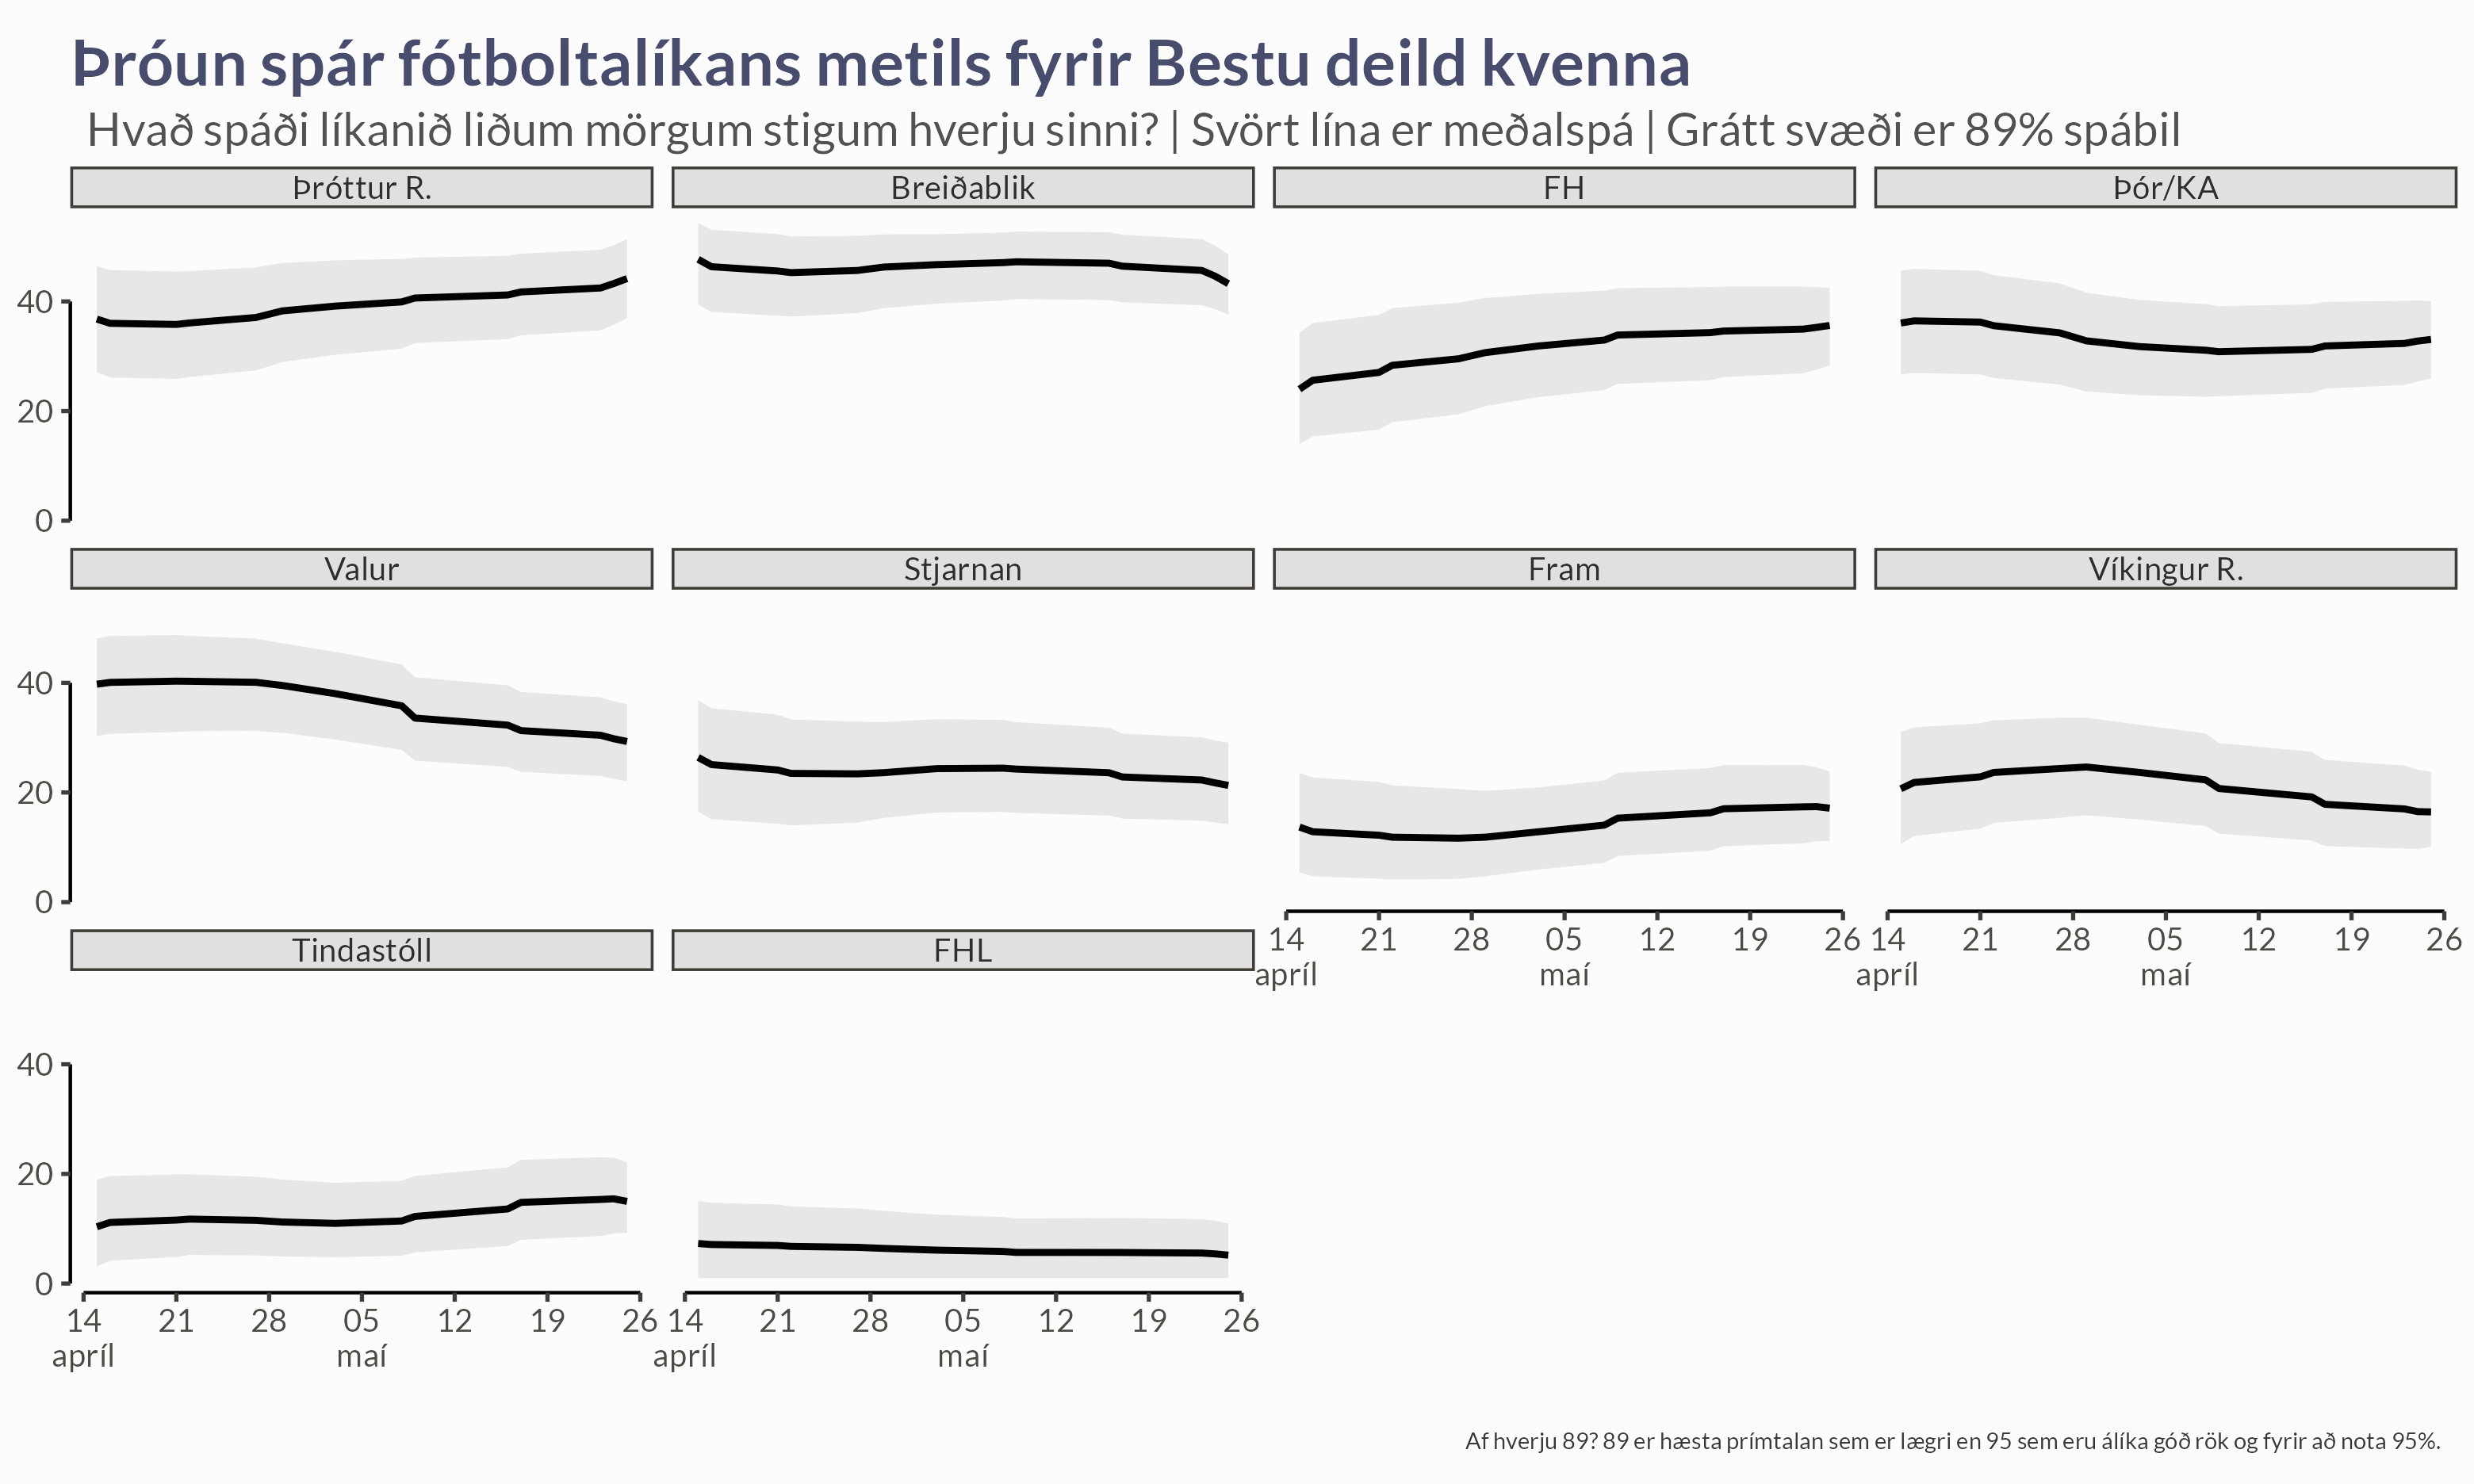 Þróun spár fótboltalíkans metils fyrir Bestu deild kvenna
Hvað spáði líkanið liðum mörgum stigum hverju sinni? | Svört lína er meðalspá | Grátt svæði er 89% spábil
Þróttur R.
Breiðablik
FH
Þór/KA
40
20
0
Valur
Stjarnan
Fram
Víkingur R.
40
20
0
14 21 28 05 12 19 26
apríl maí
14 21 28 05 12 19 26
apríl maí
Tindastóll
FHL
40
20
0
14 21 28 05 12 19 26
apríl maí
14 21 28 05 12 19 26
apríl maí
Af hverju 89? 89 er hæsta prímtalan sem er lægri en 95 sem eru álíka góð rök og fyrir að nota 95%.